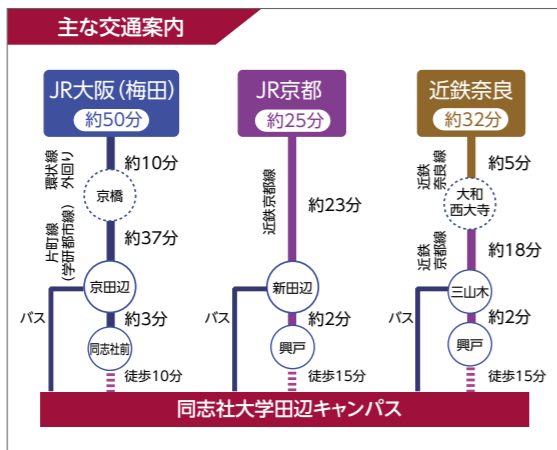 主な交通案内
JR大阪（梅田）
約50分
環状線
外回り
約10分
京橋
片町線
（学研都市線）
約37分
京田辺
バス
約3分
同志社前
徒歩10分
JR京都
約25分
近鉄京都線
約23分
新田辺
バス
約2分
興戸
徒歩15分
近鉄奈良
約32分
近鉄
奈良線
約5分
大和
西大寺
近鉄
京都線
約18分
三山木
バス
約2分
興戸
徒歩15分
同志社大学田辺キャンパス